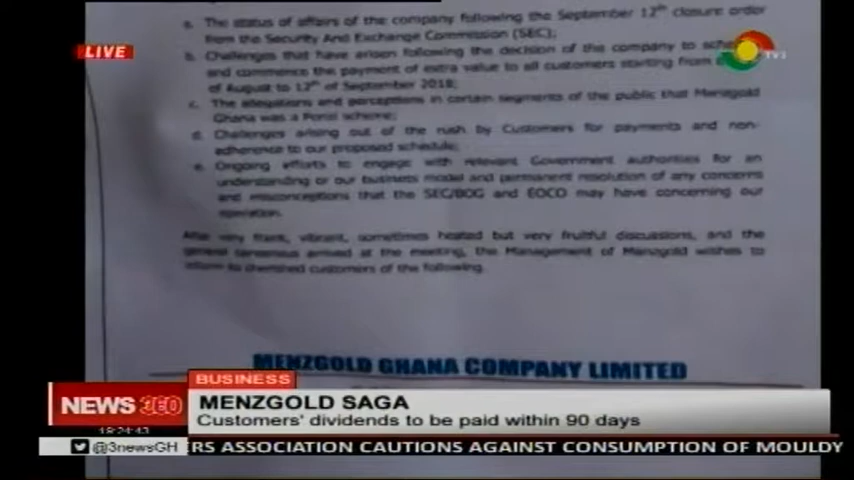 a. The status of affairs of the company following the September 12th closure order
from the Security And Exchange Commission (SEC);
b. Challenges that have arisen following the decision of the company to
and commence the payment of extra value to all customers starting from
of August to 12th of September 2018;
c. The allegations and perceptions in certain segments of the public that Menzgold
Ghana was a Ponzi scheme;
d. Challenges arising out of the rush by Customers for payments and non-
adherence to our proposed schedule;
e. Ongoing efforts to engage with relevant Government authorities for an
understanding or our business model and permanent resolution of any concerns
and misconceptions that the SEC/BOG and EOCO may have concerning our
operation.
After very frank, vibrant, sometimes heated but very fruitful discussions, and the
general consensus arrived at the meeting, the Management of Menzgold wishes to
inform its cherished customers of the following.
MENZGOLD GHANA COMPANY LIMITED
LIVE
TV3
BUSINESS
NEWS 360
MENZGOLD SAGA
Customers' dividends to be paid within 90 days
18:24:43
@3newsGH
ERS ASSOCIATION CAUTIONS AGAINST CONSUMPTION OF MOULDY